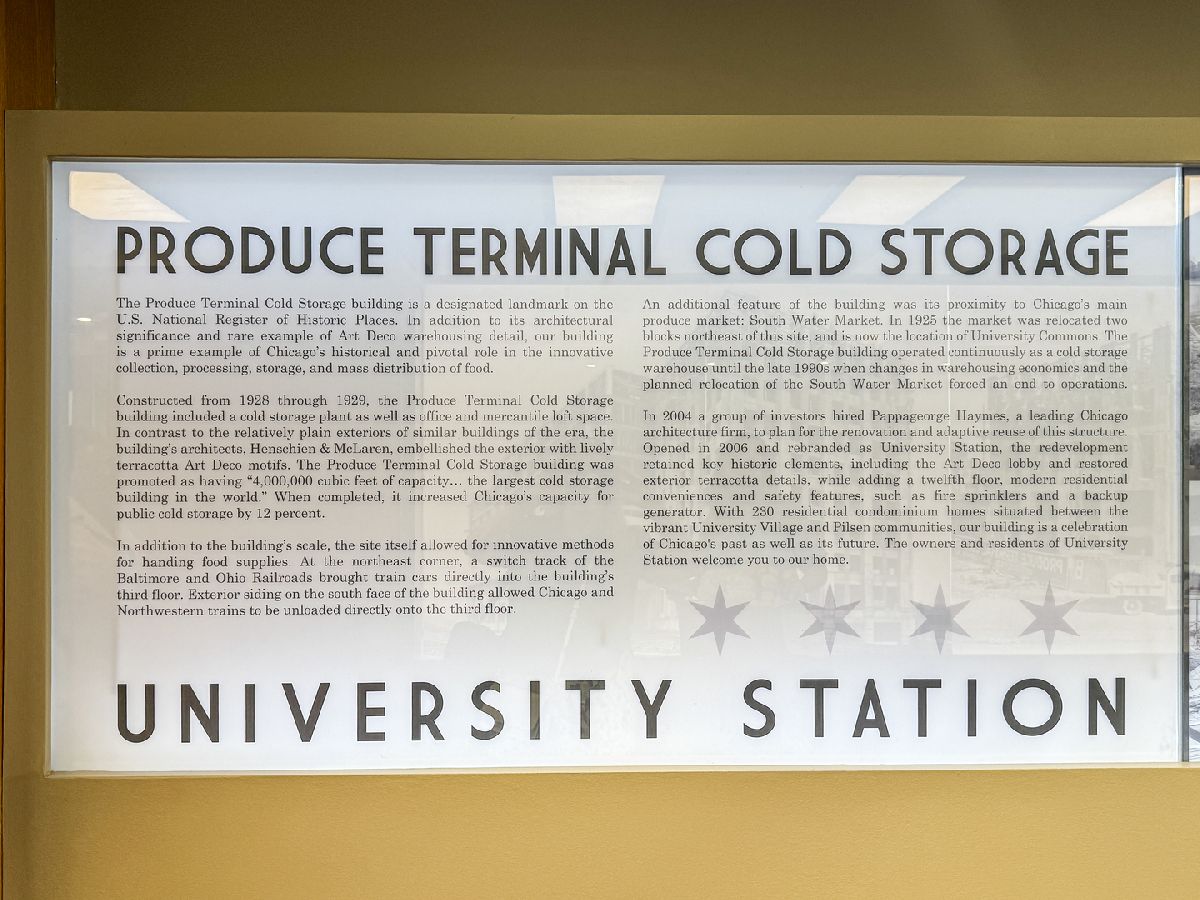 PRODUCE TERMINAL COLD STORAGE
The Produce Terminal Cold Storage building is a designated landmark on the
U.S. National Register of Historic Places. In addition to its architectural
significance and rare example of Art Deco warehousing detail, our building
is a prime example of Chicago's historical and pivotal role in the innovative
collection, processing, storage, and mass distribution of food.
Constructed from 1928 through 1929, the Produce Terminal Cold Storage
building included a cold storage plant as well as office and mercantile loft space.
In contrast to the relatively plain exteriors of similar buildings of the era, the
building's architects, Henschien & McLaren, embellished the exterior with lively
terracotta Art Deco motifs. The Produce Terminal Cold Storage building was
promoted as having "4,000,000 cubic feet of capacity... the largest cold storage
building in the world." When completed, it increased Chicago's capacity for
public cold storage by 12 percent.
In addition to the building's scale, the site itself allowed for innovative methods
for handing food supplies. At the northeast corner, a switch track of the
Baltimore and Ohio Railroads brought train cars directly into the building's
third floor. Exterior siding on the south face of the building allowed Chicago and
Northwestern trains to be unloaded directly onto the third floor.
An additional feature of the building was its proximity to Chicago's main
produce market: South Water Market. In 1925 the market was relocated two
blocks northeast of this site, and is now the location of University Commons. The
Produce Terminal Cold Storage building operated continuously as a cold storage
warehouse until the late 1990s when changes in warehousing economics and the
planned relocation of the South Water Market forced an end to operations.
In 2004 a group of investors hired Pappageorge Haymes, a leading Chicago
architecture firm, to plan for the renovation and adaptive reuse of this structure.
Opened in 2006 and rebranded as University Station, the redevelopment
retained key historic elements, including the Art Deco lobby and restored
exterior terracotta details, while adding a twelfth floor, modern residential
conveniences and safety features, such as fire sprinklers and a backup
generator. With 230 residential condominium homes situated between the
vibrant University Village and Pilsen communities, our building is a celebration
of Chicago's past as well as its future. The owners and residents of University
Station welcome you to our home.
UNIVERSITY STATION